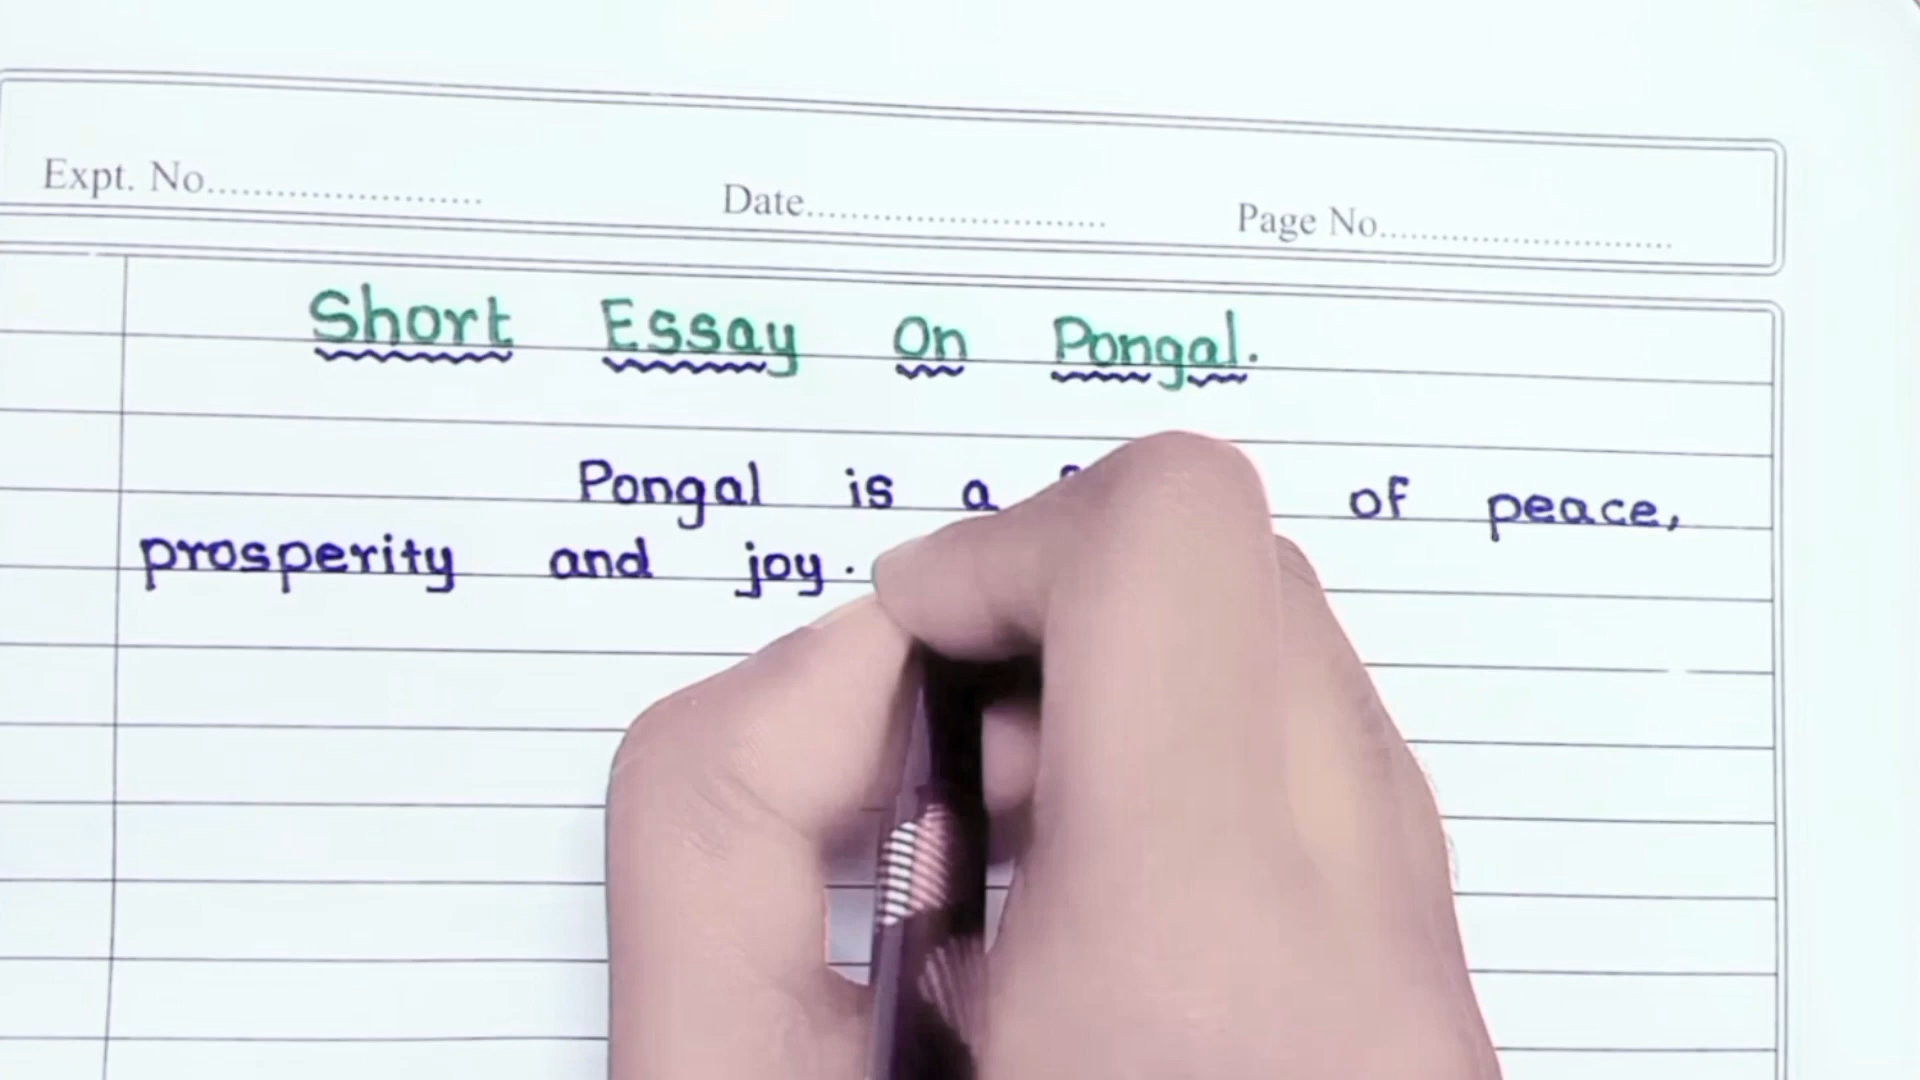 Expt. No.......................... Date.......................... Page No..........................
Short Essay On Pongal.
Pongal is a of peace,
prosperity and joy.